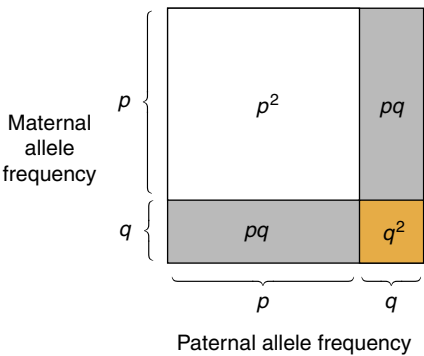 p
p²
pq
Maternal
allele
frequency
q
pq
q²
p
q
Paternal allele frequency